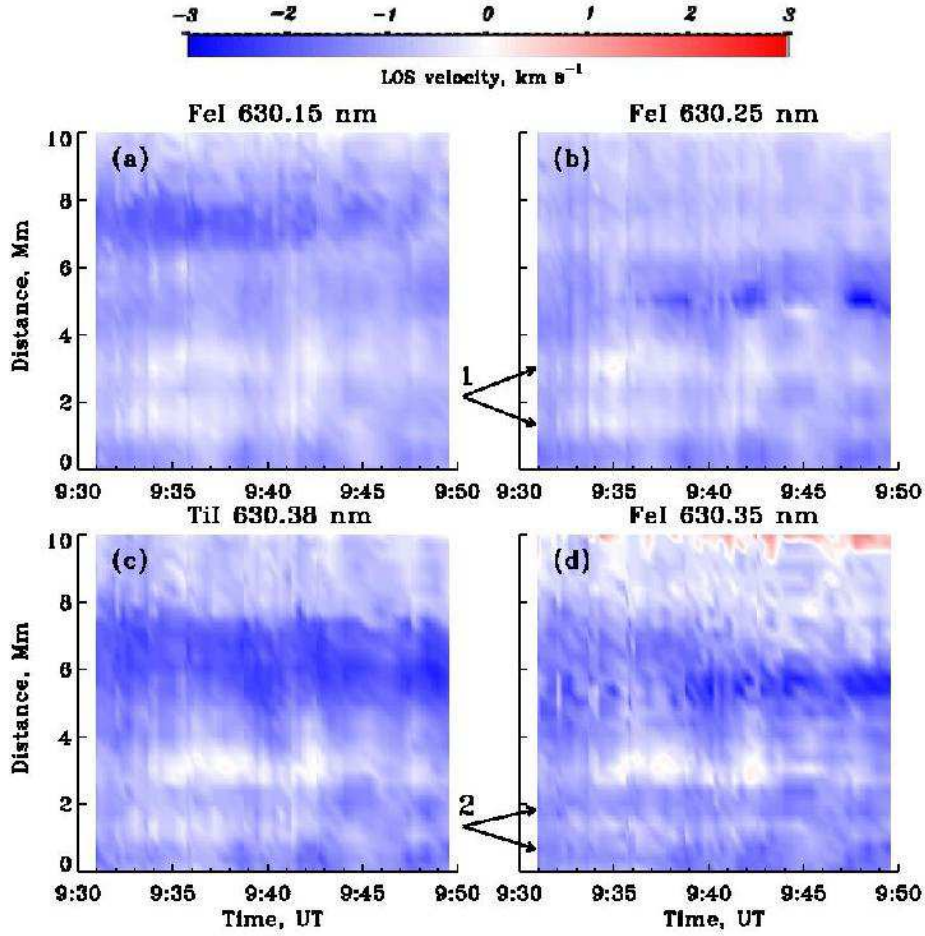 -3 -2 -1 0 1 2 3
LOS velocity, km s⁻¹
FeI 630.15 nm
FeI 630.25 nm
(a)
(b)
10
8
6
4
2
0
Distance, Mm
1
9:30 9:35 9:40 9:45 9:50
9:30 9:35 9:40 9:45 9:50
TiI 630.38 nm
FeI 630.35 nm
(c)
(d)
10
8
6
4
2
0
Distance, Mm
2
9:30 9:35 9:40 9:45 9:50
9:30 9:35 9:40 9:45 9:50
Time, UT
Time, UT